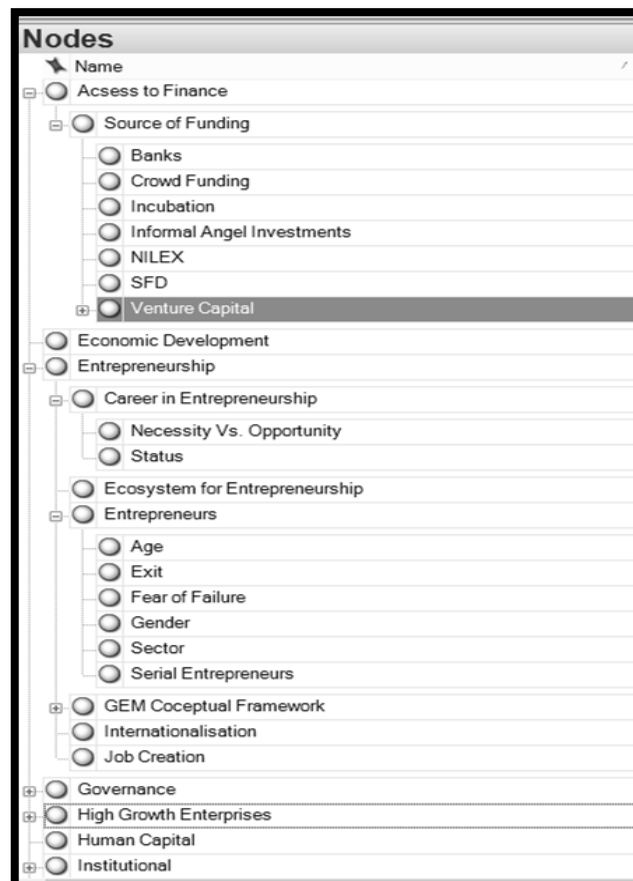 Nodes
Name
Acsess to Finance
Source of Funding
Banks
Crowd Funding
Incubation
Informal Angel Investments
NILEX
SFD
Venture Capital
Economic Development
Entrepreneurship
Career in Entrepreneurship
Necessity Vs. Opportunity
Status
Ecosystem for Entrepreneurship
Entrepreneurs
Age
Exit
Fear of Failure
Gender
Sector
Serial Entrepreneurs
GEM Coceptual Framework
Internationalisation
Job Creation
Governance
High Growth Enterprises
Human Capital
Institutional